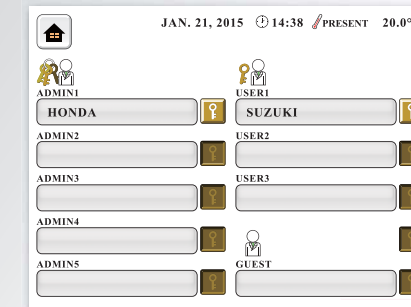 JAN. 21, 2015 14:38 PRESENT 20.0°
ADMIN1
HONDA
ADMIN2
ADMIN3
ADMIN4
ADMIN5
USER1
SUZUKI
USER2
USER3
GUEST